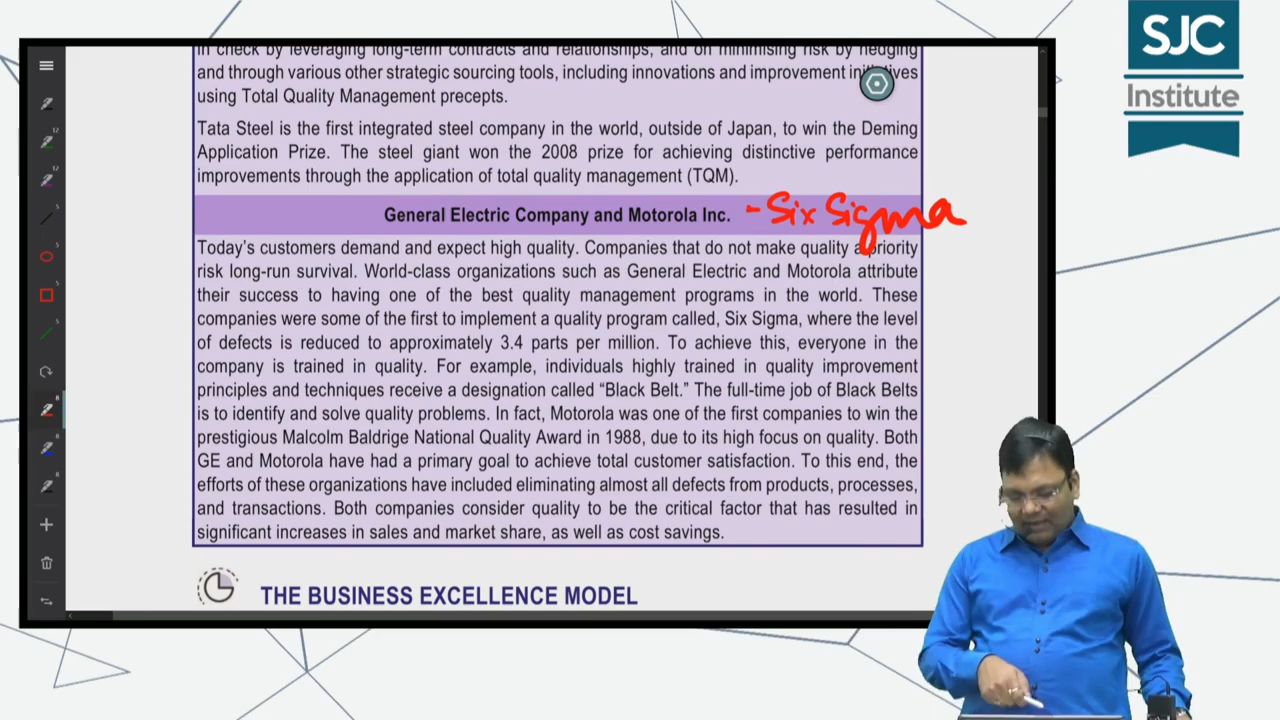 SJC
Institute
in check by leveraging long-term contracts and relationships, and on minimising risk by hedging
and through various other strategic sourcing tools, including innovations and improvement initiatives
using Total Quality Management precepts.
Tata Steel is the first integrated steel company in the world, outside of Japan, to win the Deming
Application Prize. The steel giant won the 2008 prize for achieving distinctive performance
improvements through the application of total quality management (TQM).
General Electric Company and Motorola Inc. - Six Sigma
Today's customers demand and expect high quality. Companies that do not make quality a priority
risk long-run survival. World-class organizations such as General Electric and Motorola attribute
their success to having one of the best quality management programs in the world. These
companies were some of the first to implement a quality program called, Six Sigma, where the level
of defects is reduced to approximately 3.4 parts per million. To achieve this, everyone in the
company is trained in quality. For example, individuals highly trained in quality improvement
principles and techniques receive a designation called “Black Belt.” The full-time job of Black Belts
is to identify and solve quality problems. In fact, Motorola was one of the first companies to win the
prestigious Malcolm Baldrige National Quality Award in 1988, due to its high focus on quality. Both
GE and Motorola have had a primary goal to achieve total customer satisfaction. To this end, the
efforts of these organizations have included eliminating almost all defects from products, processes,
and transactions. Both companies consider quality to be the critical factor that has resulted in
significant increases in sales and market share, as well as cost savings.
THE BUSINESS EXCELLENCE MODEL